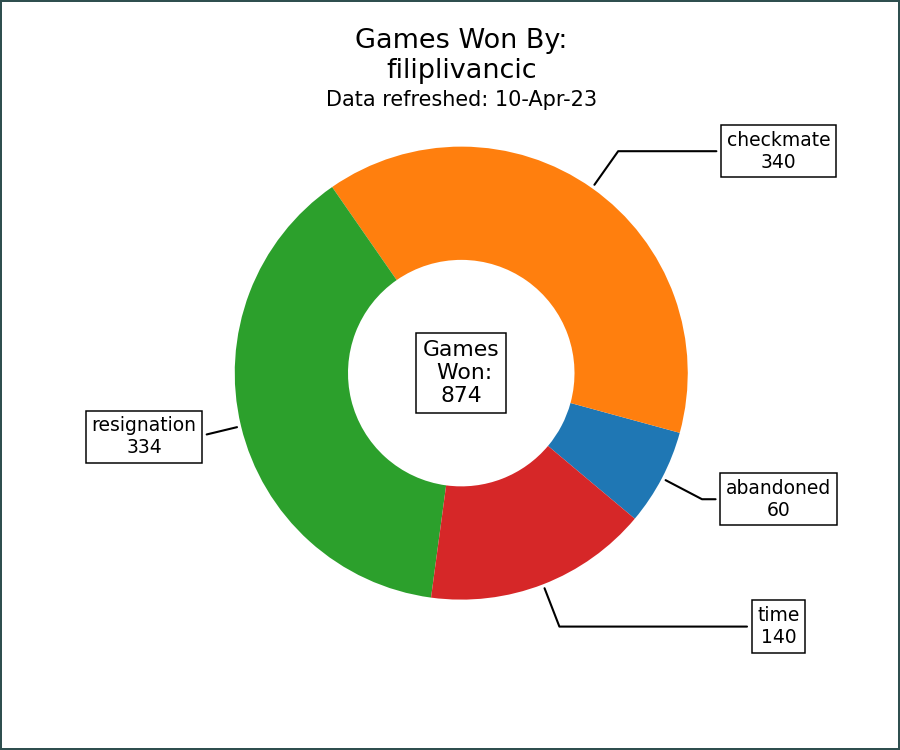 Games Won By:
filiplivancic
Data refreshed: 10-Apr-23
checkmate
340
Games
Won:
874
resignation
334
abandoned
60
time
140